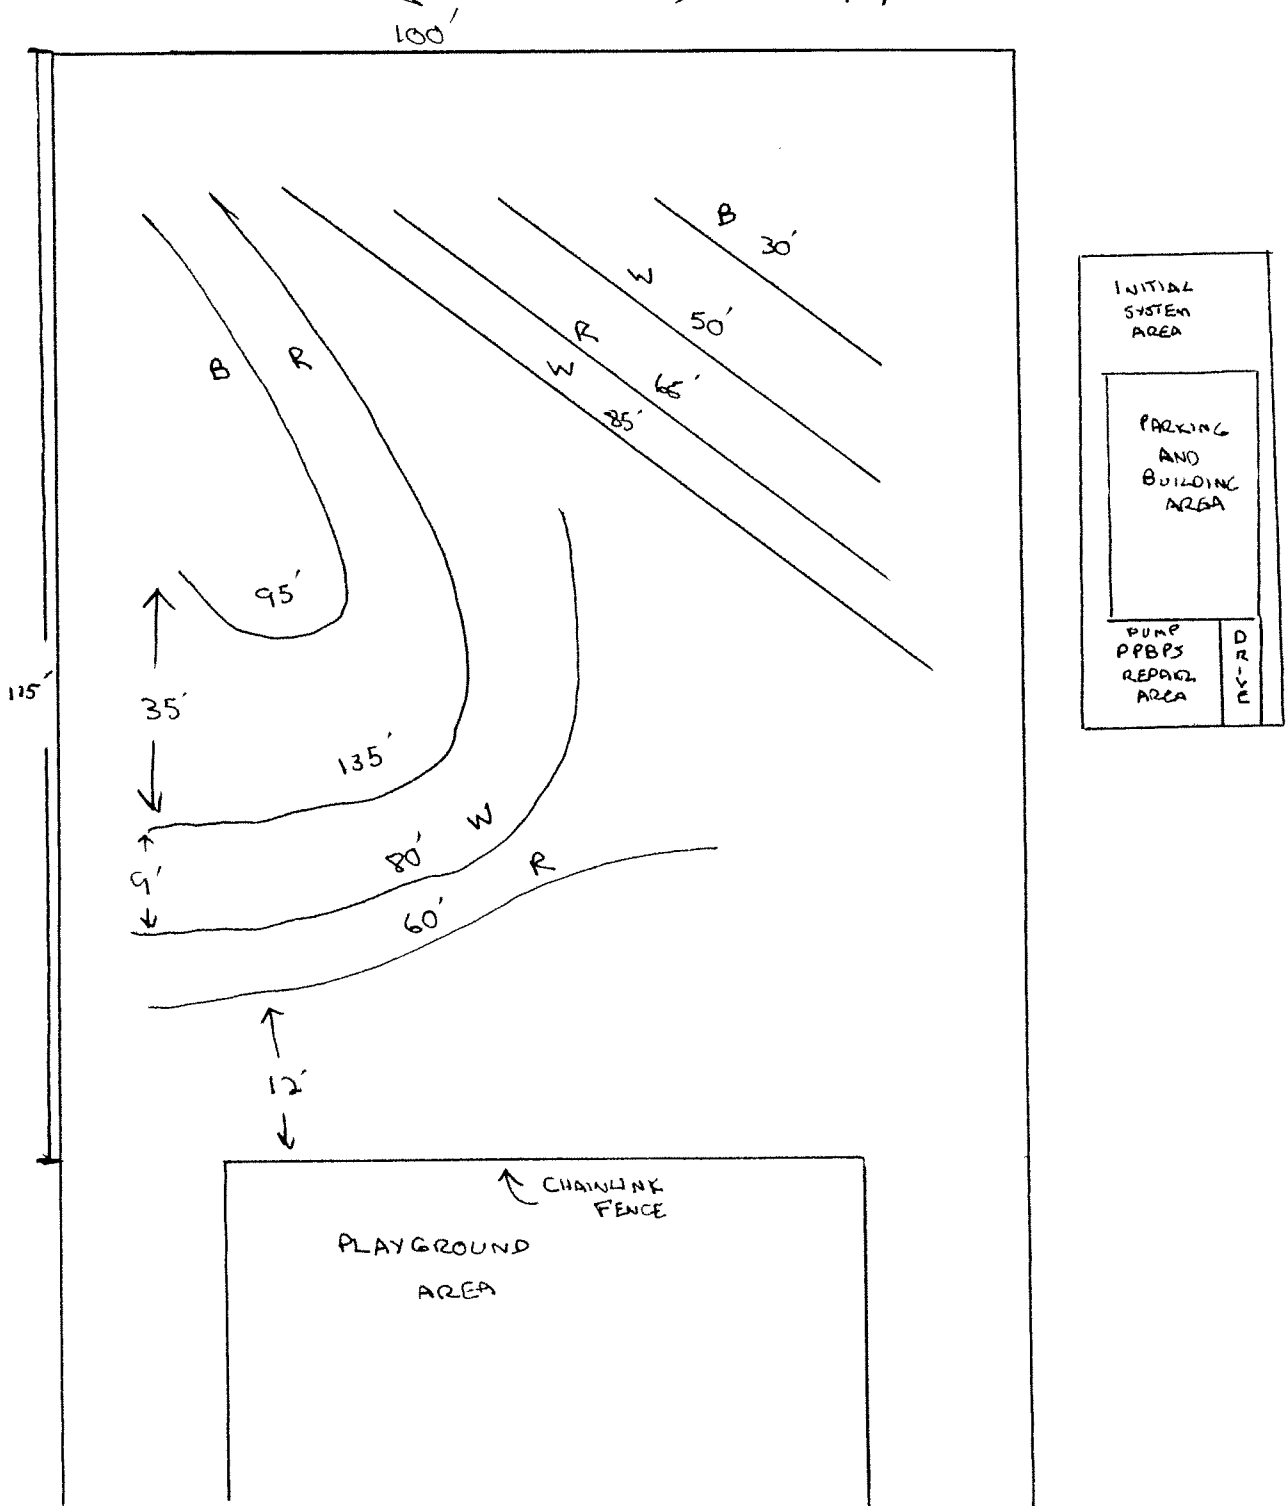 100'
B
30'
W
50'
R
65'
W
85'
B
R
95'
115'
35'
135'
80'
W
9'
60'
R
12'
CHAINLINK
FENCE
PLAYGROUND
AREA
INITIAL
SYSTEM
AREA
PARKING
AND
BUILDING
AREA
PUMP
PPBPS
REPAIR
AREA
DRIVE